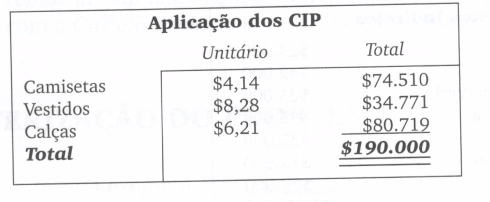 Aplicação dos CIP
Unitário Total
Camisetas $4,14 $74.510
Vestidos $8,28 $34.771
Calças $6,21 $80.719
Total $190.000